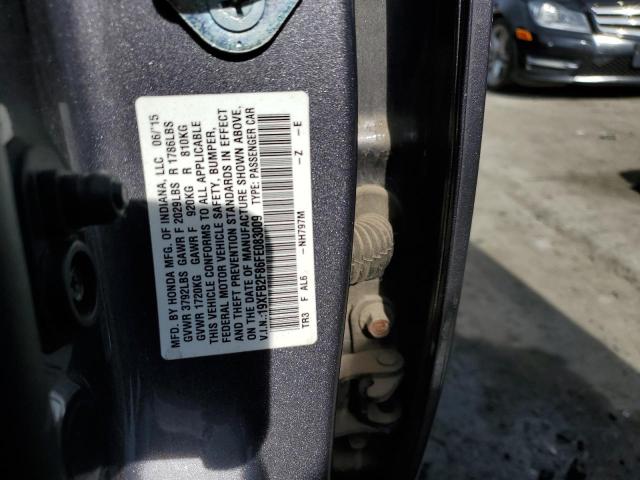 MFD. BY HONDA MFG. OF INDIANA, LLC 06/15
GVWR 3792LBS GAWR F 2029LBS R 1786LBS
GVWR 1720KG GAWR F 920KG R 810KG
THIS VEHICLE CONFORMS TO ALL APPLICABLE
FEDERAL MOTOR VEHICLE SAFETY, BUMPER,
AND THEFT PREVENTION STANDARDS IN EFFECT
ON THE DATE OF MANUFACTURE SHOWN ABOVE.
V.I.N.:19XFB2F86FE083009 TYPE: PASSENGER CAR
TR3 F AL6 -NH797M -Z -E